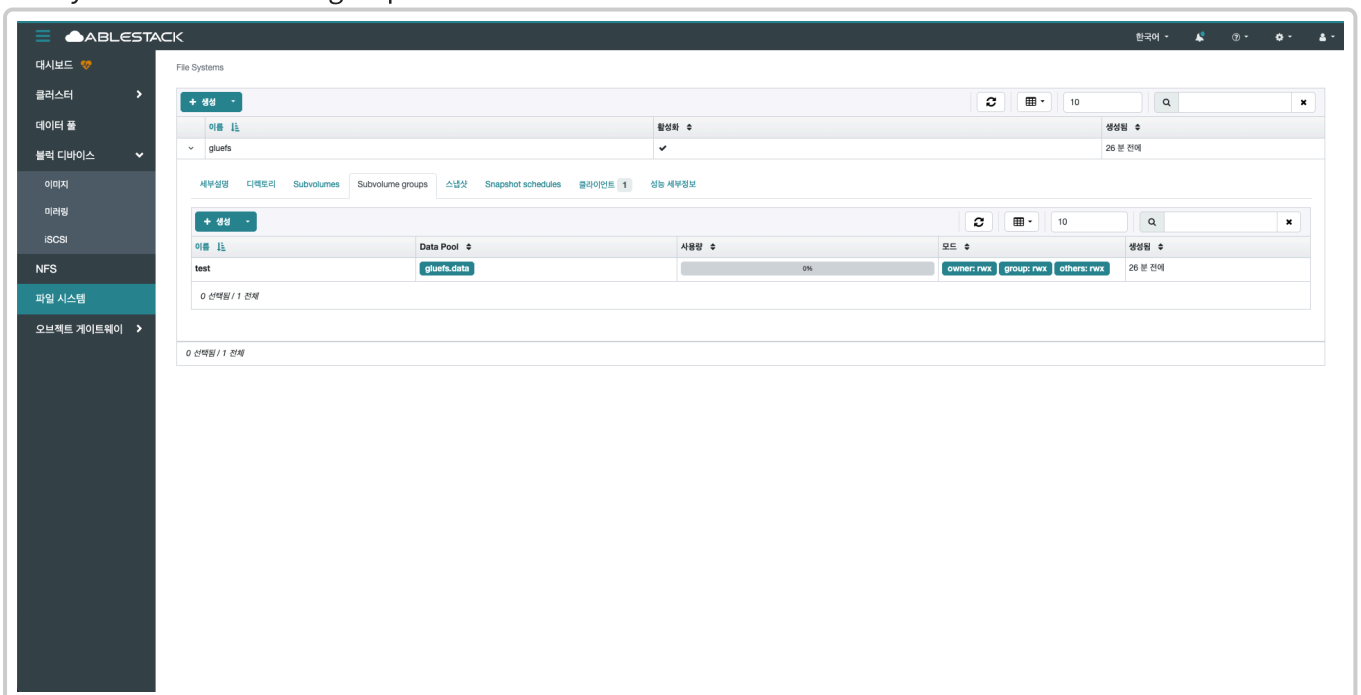 ABLESTACK
한국어
대시보드
클러스터
데이터 풀
블럭 디바이스
이미지
미러링
iSCSI
NFS
파일 시스템
오브젝트 게이트웨이
File Systems
+ 생성
10
이름 활성화 생성됨
gluefs 26 분 전에
세부설명 디렉토리 Subvolumes Subvolume groups 스냅샷 Snapshot schedules 클라이언트 1 성능 세부정보
+ 생성
10
이름 Data Pool 사용량 모드 생성됨
test gluefs.data 0% owner: rwx group: rwx others: rwx 26 분 전에
0 선택됨 / 1 전체
0 선택됨 / 1 전체